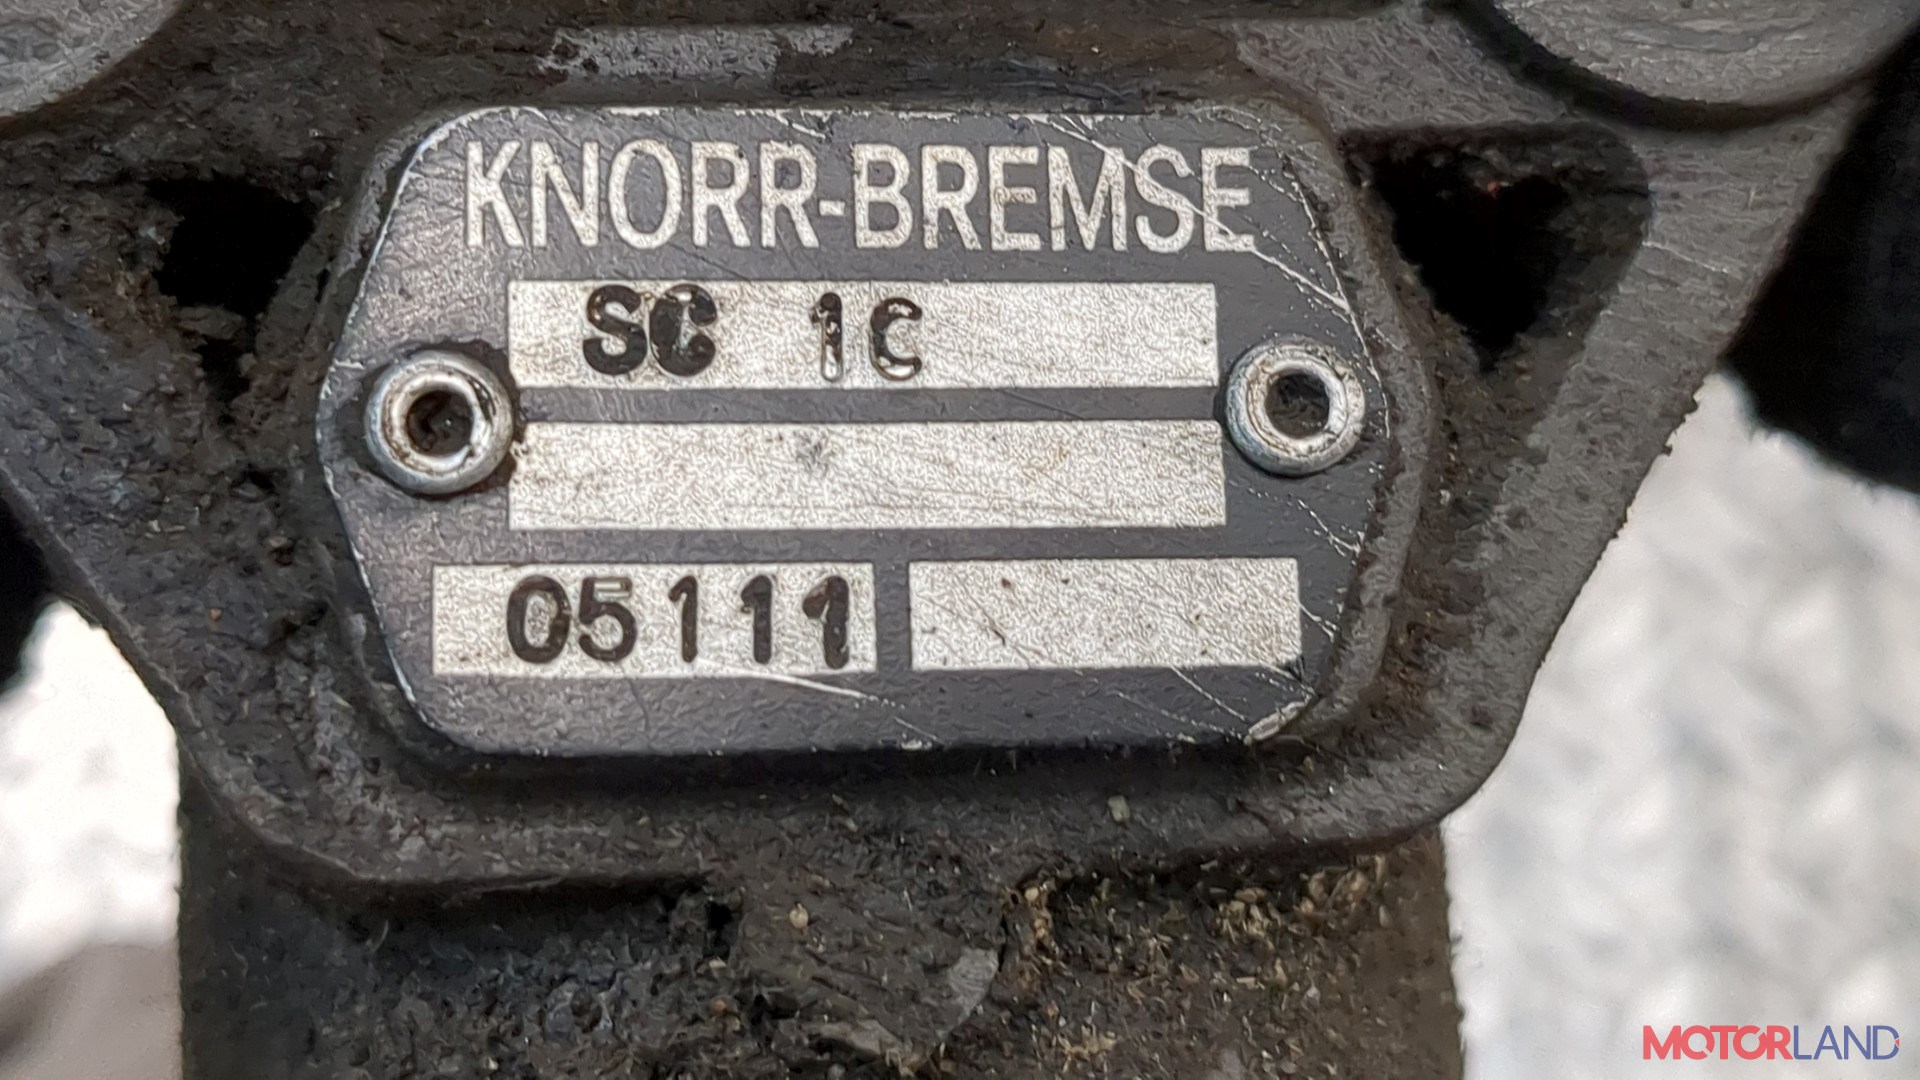 KNORR-BREMSE
SC 1C
05111
MOTORLAND